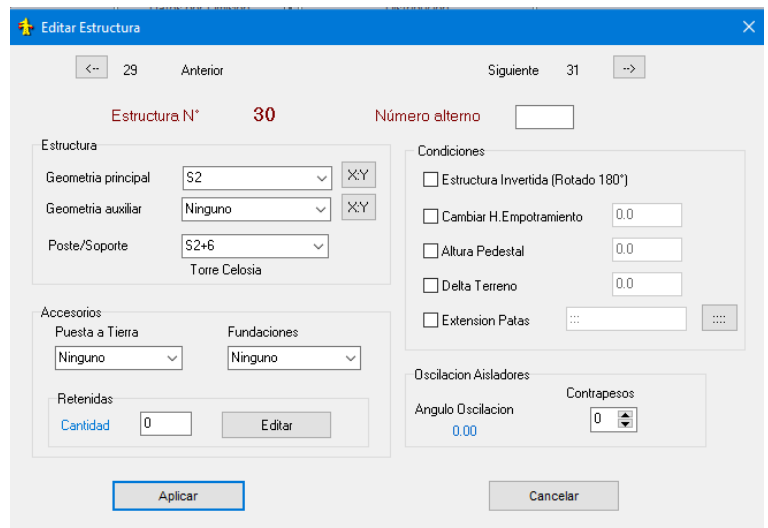 Editar Estructura
<-- 29 Anterior Siguiente 31 -->
Estructura N° 30 Número alterno
Estructura
Geometria principal S2 X:Y
Geometria auxiliar Ninguno X:Y
Poste/Soporte S2+6
Torre Celosia
Condiciones
Estructura Invertida (Rotado 180°)
Cambiar H.Empotramiento 0.0
Altura Pedestal 0.0
Delta Terreno 0.0
Extension Patas ::: ::::
Accesorios
Puesta a Tierra Fundaciones
Ninguno Ninguno
Retenidas
Cantidad 0 Editar
Oscilacion Aisladores
Contrapesos
Angulo Oscilacion 0
0.00
Aplicar Cancelar